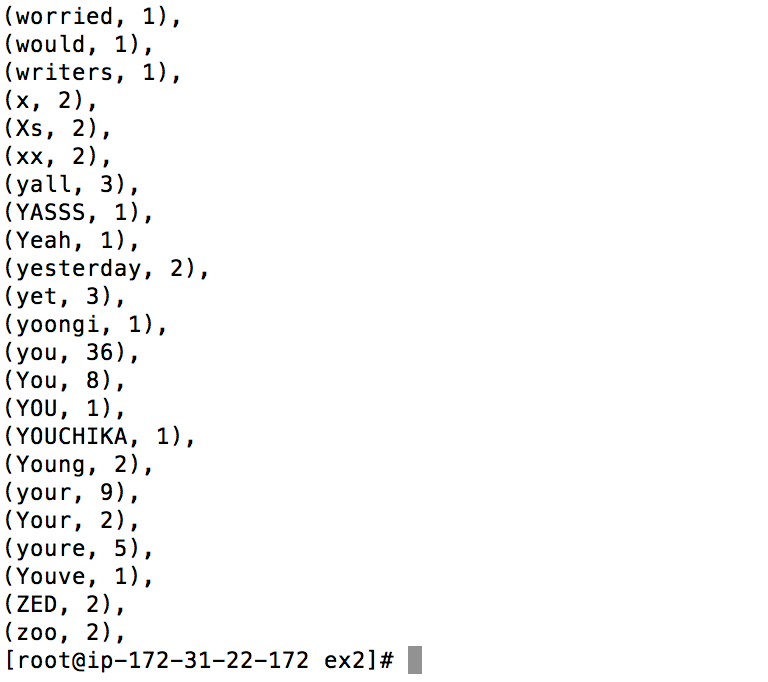 (worried, 1),
(would, 1),
(writers, 1),
(x, 2),
(Xs, 2),
(xx, 2),
(yall, 3),
(YASSS, 1),
(Yeah, 1),
(yesterday, 2),
(yet, 3),
(yoongi, 1),
(you, 36),
(You, 8),
(YOU, 1),
(YOUCHIKA, 1),
(Young, 2),
(your, 9),
(Your, 2),
(youre, 5),
(Youve, 1),
(ZED, 2),
(zoo, 2),
[root@ip-172-31-22-172 ex2]#